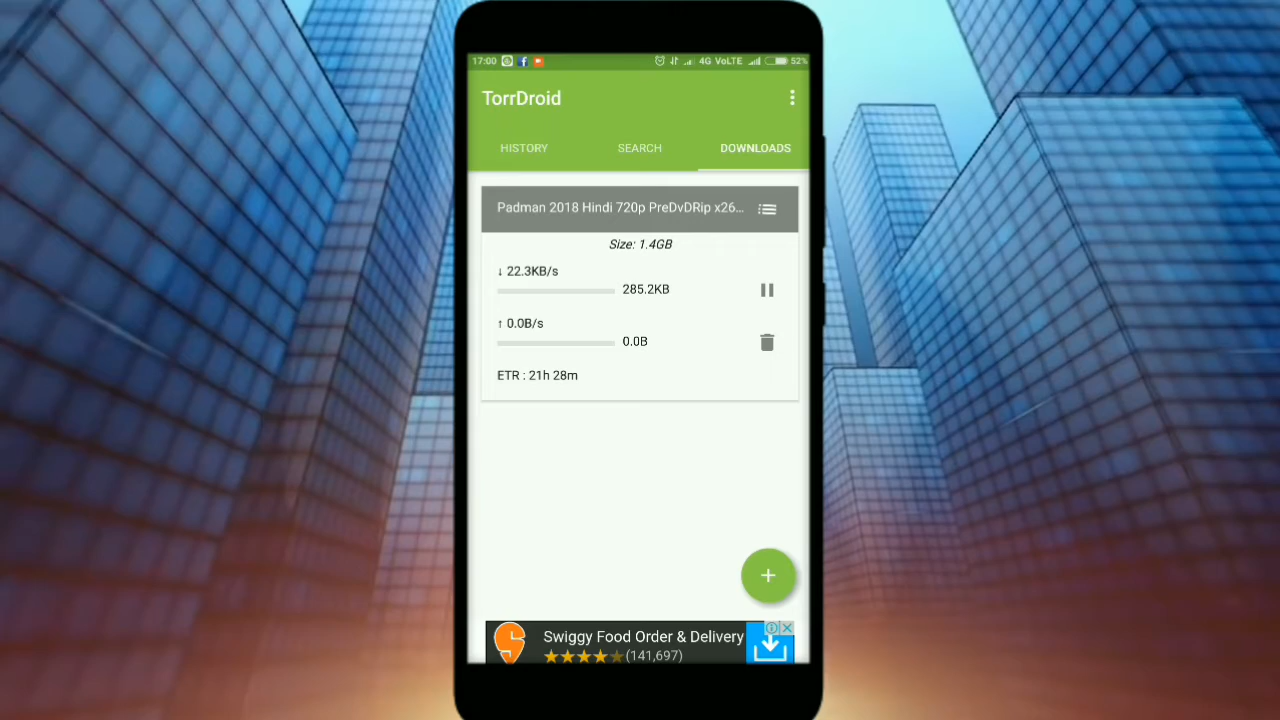 17:00 4G VoLTE 52%
TorrDroid
HISTORY SEARCH DOWNLOADS
Padman 2018 Hindi 720p PreDvDRip x26...
Size: 1.4GB
↓ 22.3KB/s
285.2KB
↑ 0.0B/s
0.0B
ETR : 21h 28m
+
Swiggy Food Order & Delivery
(141,697)